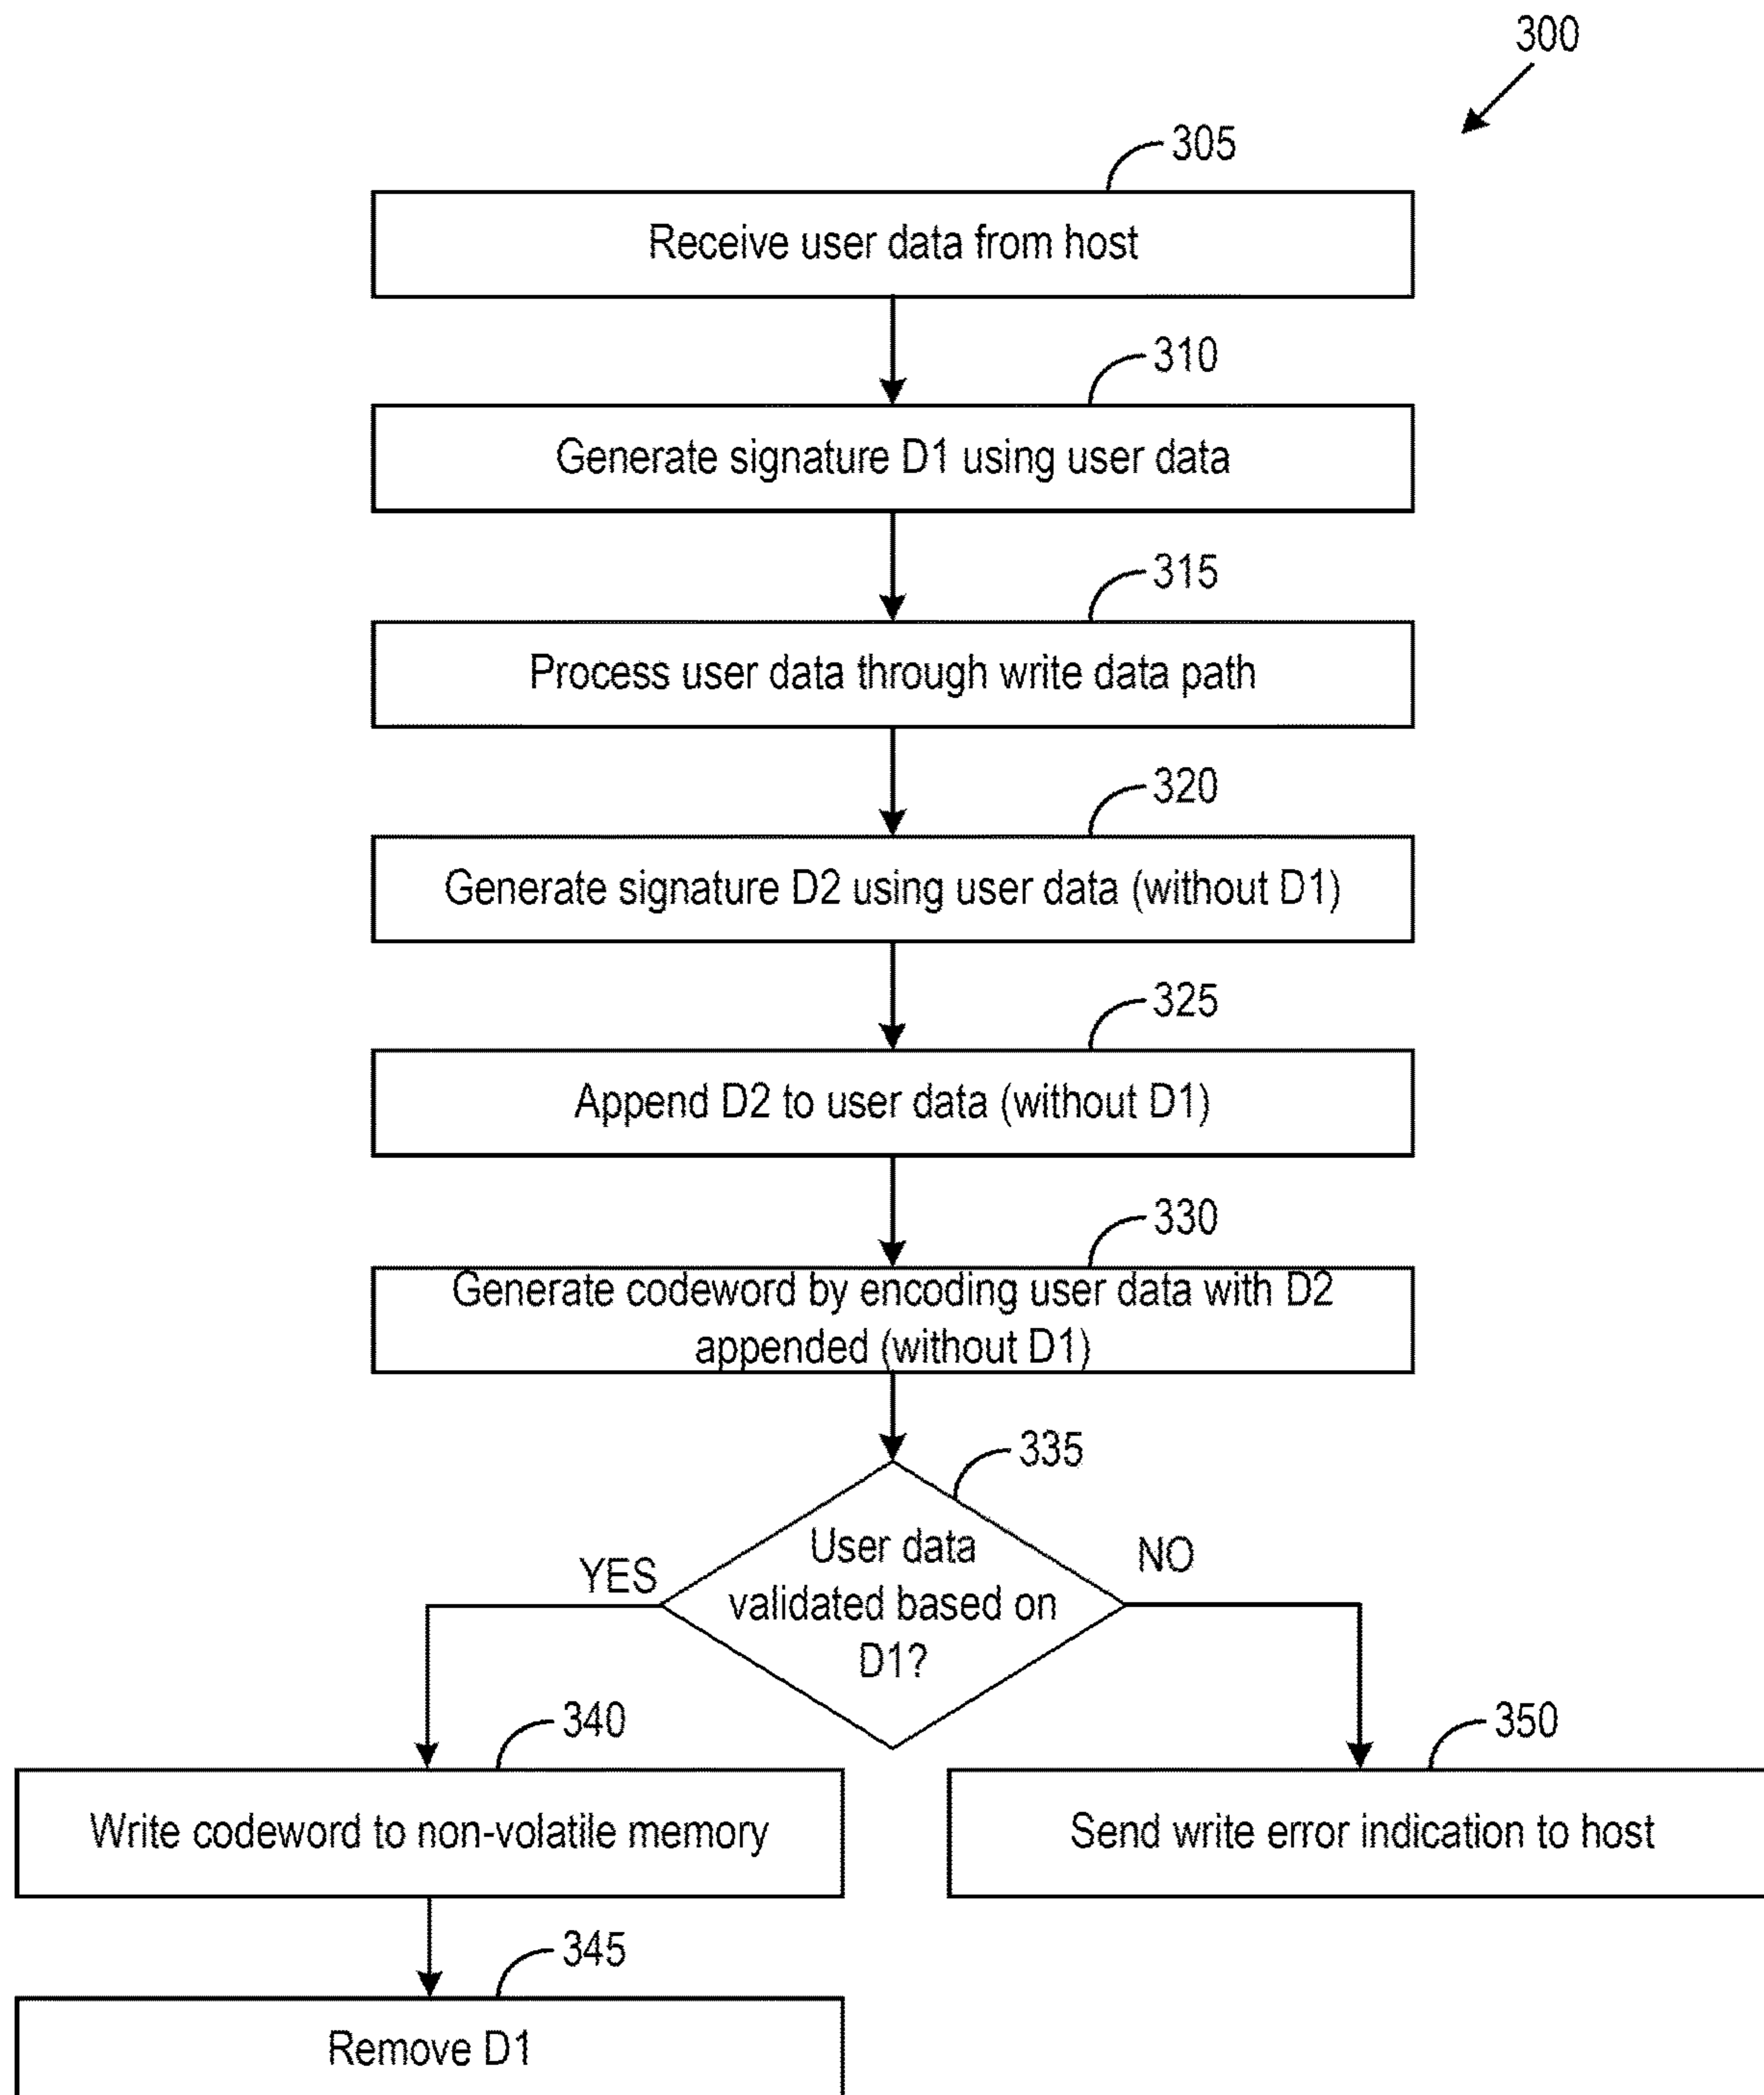 300
305
Receive user data from host
310
Generate signature D1 using user data
315
Process user data through write data path
320
Generate signature D2 using user data (without D1)
325
Append D2 to user data (without D1)
330
Generate codeword by encoding user data with D2
appended (without D1)
335
User data
validated based on
D1?
YES
NO
340
Write codeword to non-volatile memory
350
Send write error indication to host
345
Remove D1